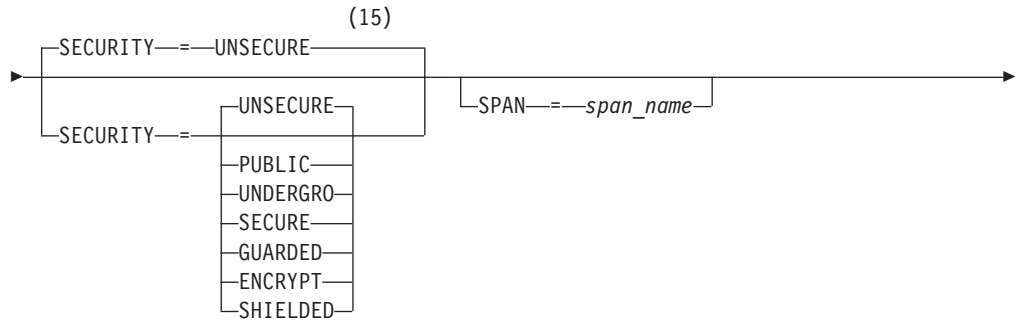 (15)
SECURITY = UNSECURE
UNSECURE
SPAN = span_name
SECURITY =
PUBLIC
UNDERGRO
SECURE
GUARDED
ENCRYPT
SHIELDED